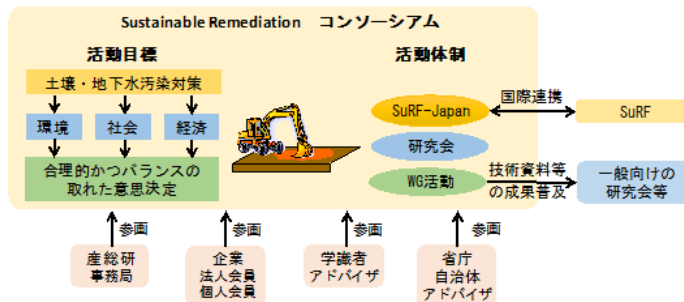 Sustainable Remediation コンソーシアム
活動目標
土壌・地下水汚染対策
環境
社会
経済
合理的かつバランスの
取れた意思決定
活動体制
SuRF-Japan
国際連携
SuRF
研究会
WG活動
技術資料等
の成果普及
一般向けの
研究会等
参画
参画
参画
参画
産総研
事務局
企業
法人会員
個人会員
学識者
アドバイザ
省庁
自治体
アドバイザ